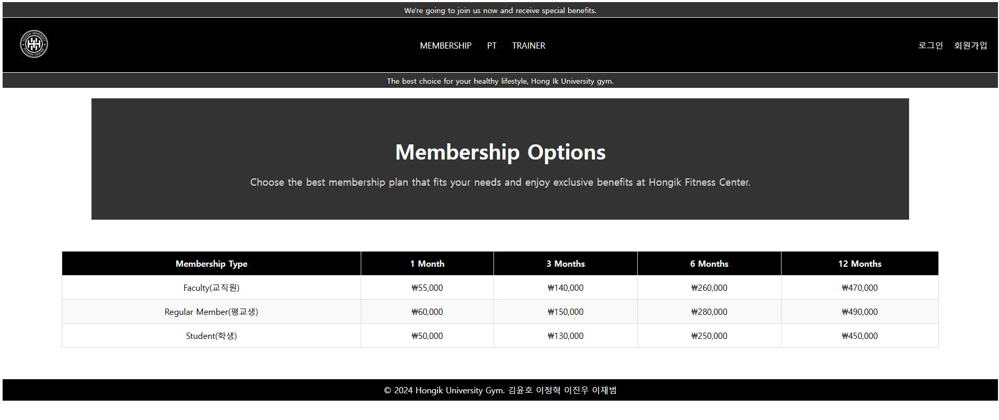 We're going to join us now and receive special benefits.
HONGIK UNIVERSITY
FITNESS CENTER
MEMBERSHIP PT TRAINER 로그인 회원가입
The best choice for your healthy lifestyle, Hong Ik University gym.
Membership Options
Choose the best membership plan that fits your needs and enjoy exclusive benefits at Hongik Fitness Center.
Membership Type 1 Month 3 Months 6 Months 12 Months
Faculty(교직원) ₩55,000 ₩140,000 ₩260,000 ₩470,000
Regular Member(평교생) ₩60,000 ₩150,000 ₩280,000 ₩490,000
Student(학생) ₩50,000 ₩130,000 ₩250,000 ₩450,000
© 2024 Hongik University Gym. 김윤호 이정혁 이진우 이재범